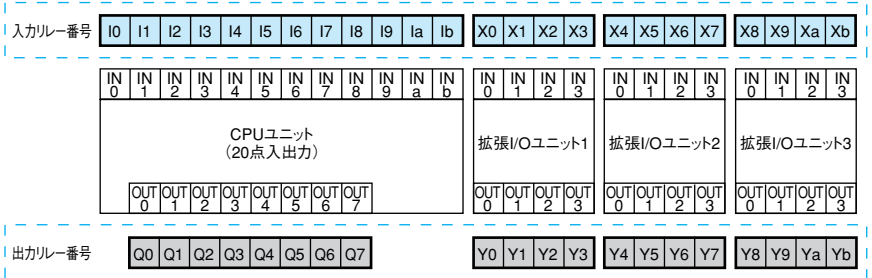 入力リレー番号 I0 I1 I2 I3 I4 I5 I6 I7 I8 I9 Ia Ib X0 X1 X2 X3 X4 X5 X6 X7 X8 X9 Xa Xb
IN IN IN IN IN IN IN IN IN IN IN IN IN IN IN IN IN IN IN IN IN IN IN IN
0 1 2 3 4 5 6 7 8 9 a b 0 1 2 3 0 1 2 3 0 1 2 3
CPUユニット
（20点入出力）
拡張I/Oユニット1 拡張I/Oユニット2 拡張I/Oユニット3
OUT OUT OUT OUT OUT OUT OUT OUT OUT OUT OUT OUT OUT OUT OUT OUT OUT OUT OUT OUT
0 1 2 3 4 5 6 7 0 1 2 3 0 1 2 3 0 1 2 3
出力リレー番号 Q0 Q1 Q2 Q3 Q4 Q5 Q6 Q7 Y0 Y1 Y2 Y3 Y4 Y5 Y6 Y7 Y8 Y9 Ya Yb